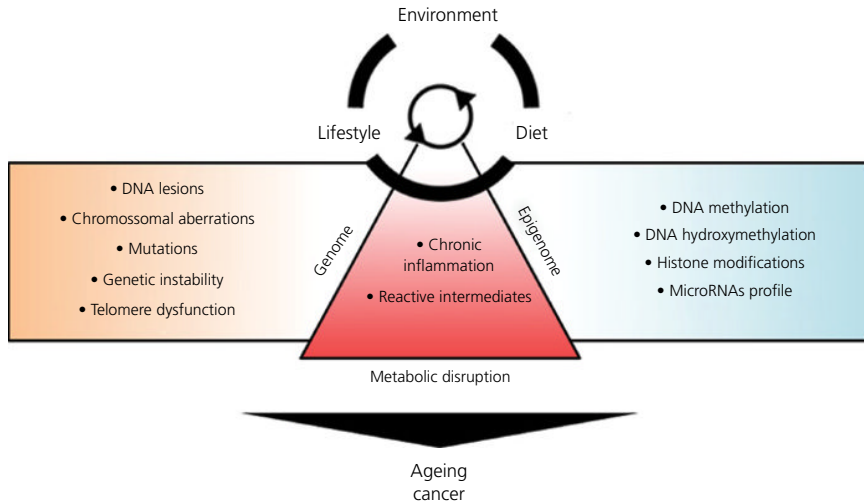 Environment
Lifestyle
Diet
• DNA lesions
• Chromossomal aberrations
• Mutations
• Genetic instability
• Telomere dysfunction
Genome
• Chronic
inflammation
• Reactive intermediates
Epigenome
• DNA methylation
• DNA hydroxymethylation
• Histone modifications
• MicroRNAs profile
Metabolic disruption
Ageing
cancer